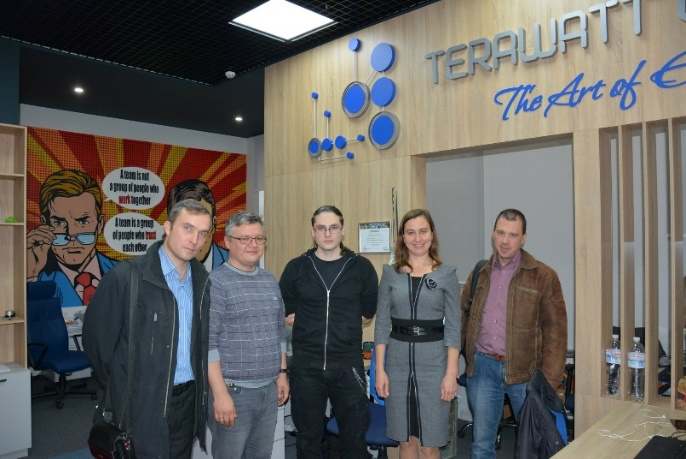 TERAWATT
The Art of
A team is not
a group of people who
work together
A team is a
group of people who trust
each other